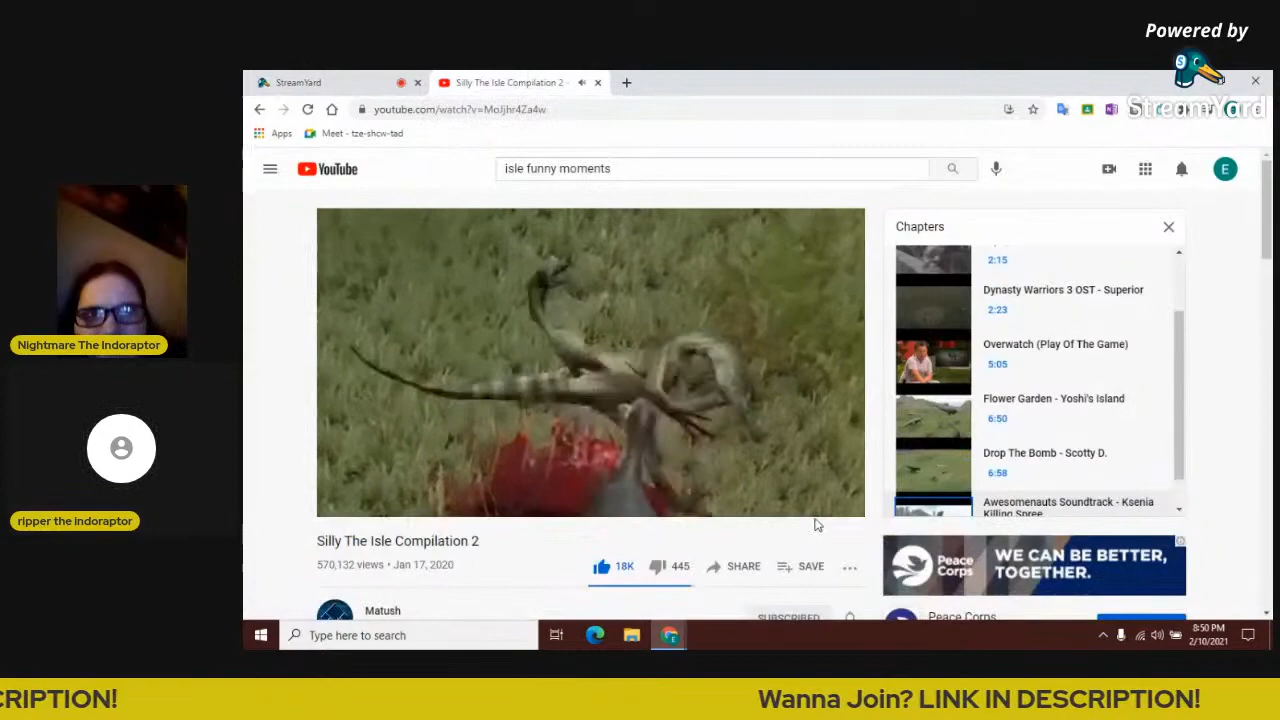 Powered by
StreamYard
StreamYard
Silly The Isle Compilation 2 -
youtube.com/watch?v=MoJjhr4Za4w
Apps
Meet - tze-shcw-tad
YouTube
isle funny moments
E
Chapters
2:15
Dynasty Warriors 3 OST - Superior
2:23
Overwatch (Play Of The Game)
5:05
Flower Garden - Yoshi's Island
6:50
Drop The Bomb - Scotty D.
6:58
Awesomenauts Soundtrack - Ksenia
Killing Spree
Nightmare The Indoraptor
ripper the indoraptor
Silly The Isle Compilation 2
570,132 views • Jan 17, 2020
18K
445
SHARE
SAVE
Matush
SUBSCRIBED
Peace
Corps
WE CAN BE BETTER,
TOGETHER.
Peace Corps
Type here to search
8:50 PM
2/10/2021
CRIPTION!
Wanna Join? LINK IN DESCRIPTION!